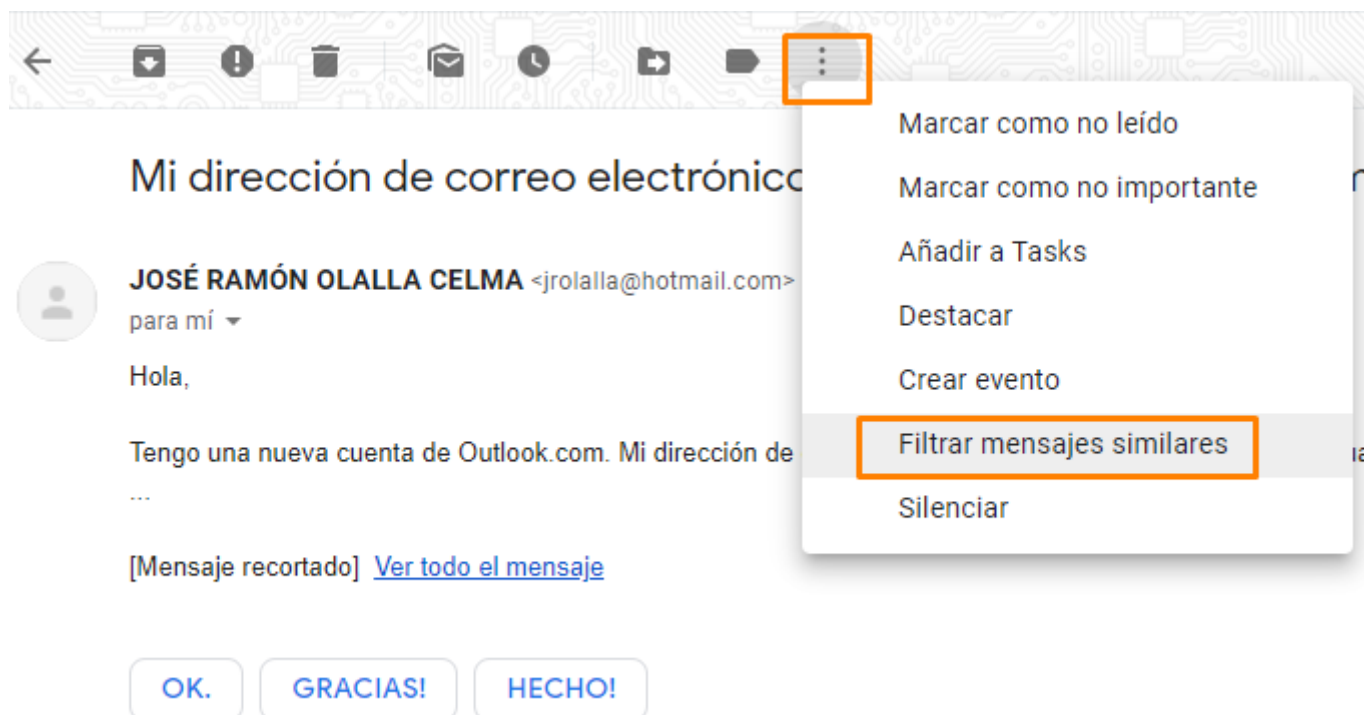 Marcar como no leído
Mi dirección de correo electrónico
Marcar como no importante
Añadir a Tasks
JOSÉ RAMÓN OLALLA CELMA <jrolalla@hotmail.com>
para mí
Destacar
Hola,
Crear evento
Tengo una nueva cuenta de Outlook.com. Mi dirección de
Filtrar mensajes similares
...
Silenciar
[Mensaje recortado] Ver todo el mensaje
OK.
GRACIAS!
HECHO!